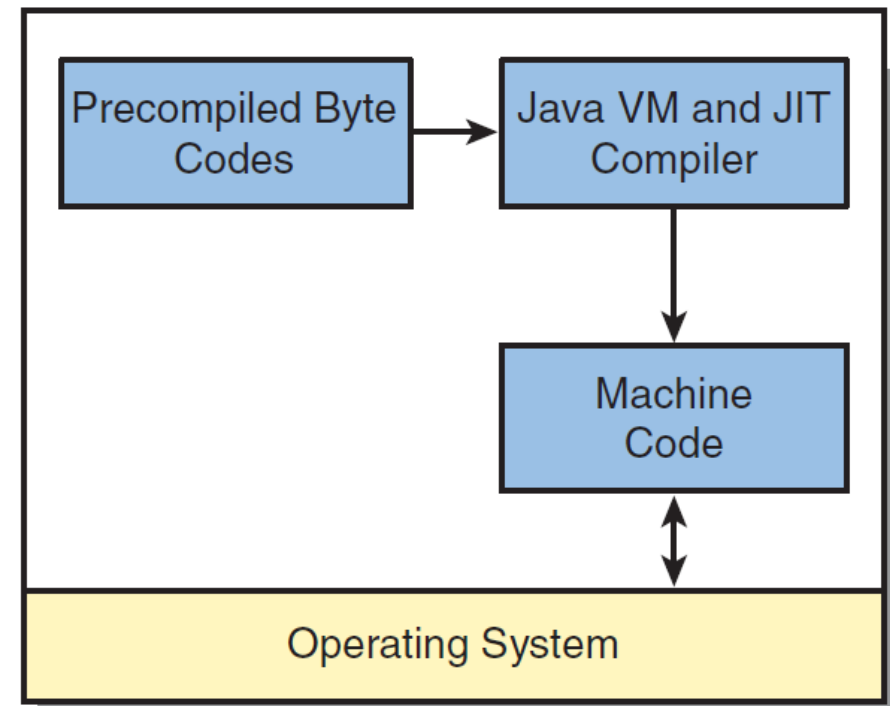 Precompiled Byte
Codes
Java VM and JIT
Compiler
Machine
Code
Operating System